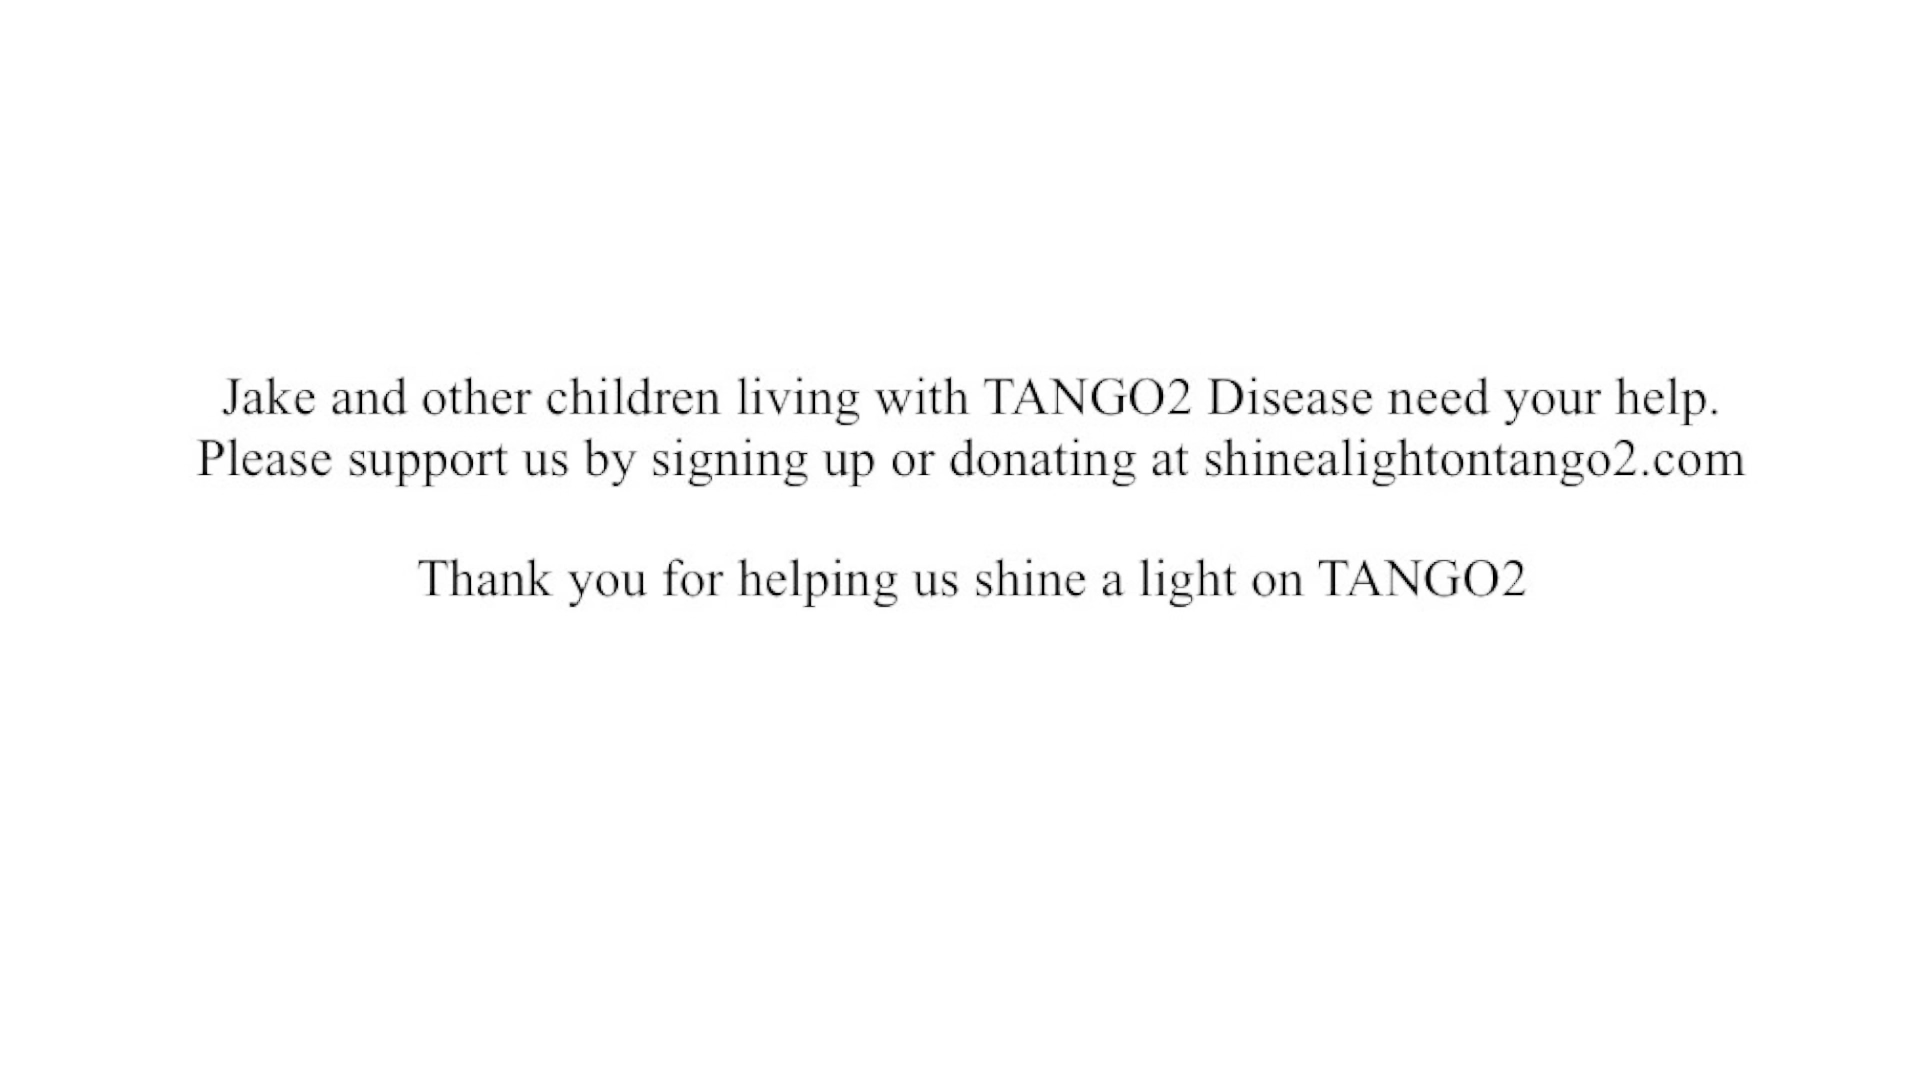 Jake and other children living with TANGO2 Disease need your help.
Please support us by signing up or donating at shinealightontango2.com
Thank you for helping us shine a light on TANGO2